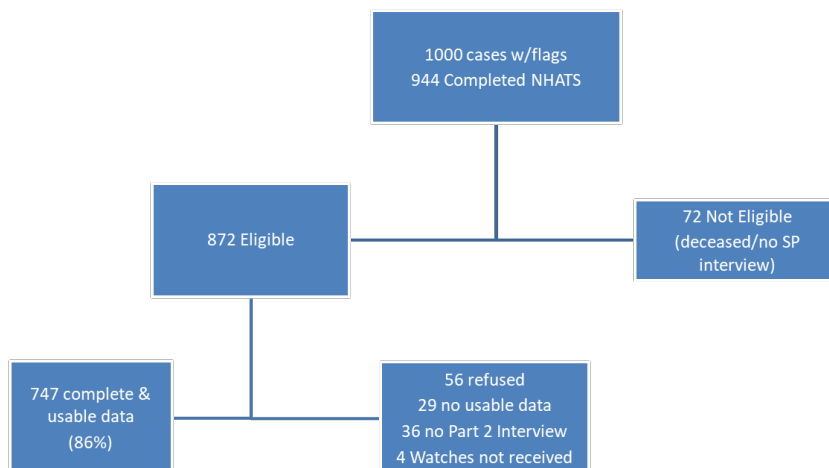 1000 cases w/flags
944 Completed NHATS
872 Eligible
72 Not Eligible
(deceased/no SP
interview)
747 complete &
usable data
(86%)
56 refused
29 no usable data
36 no Part 2 Interview
4 Watches not received